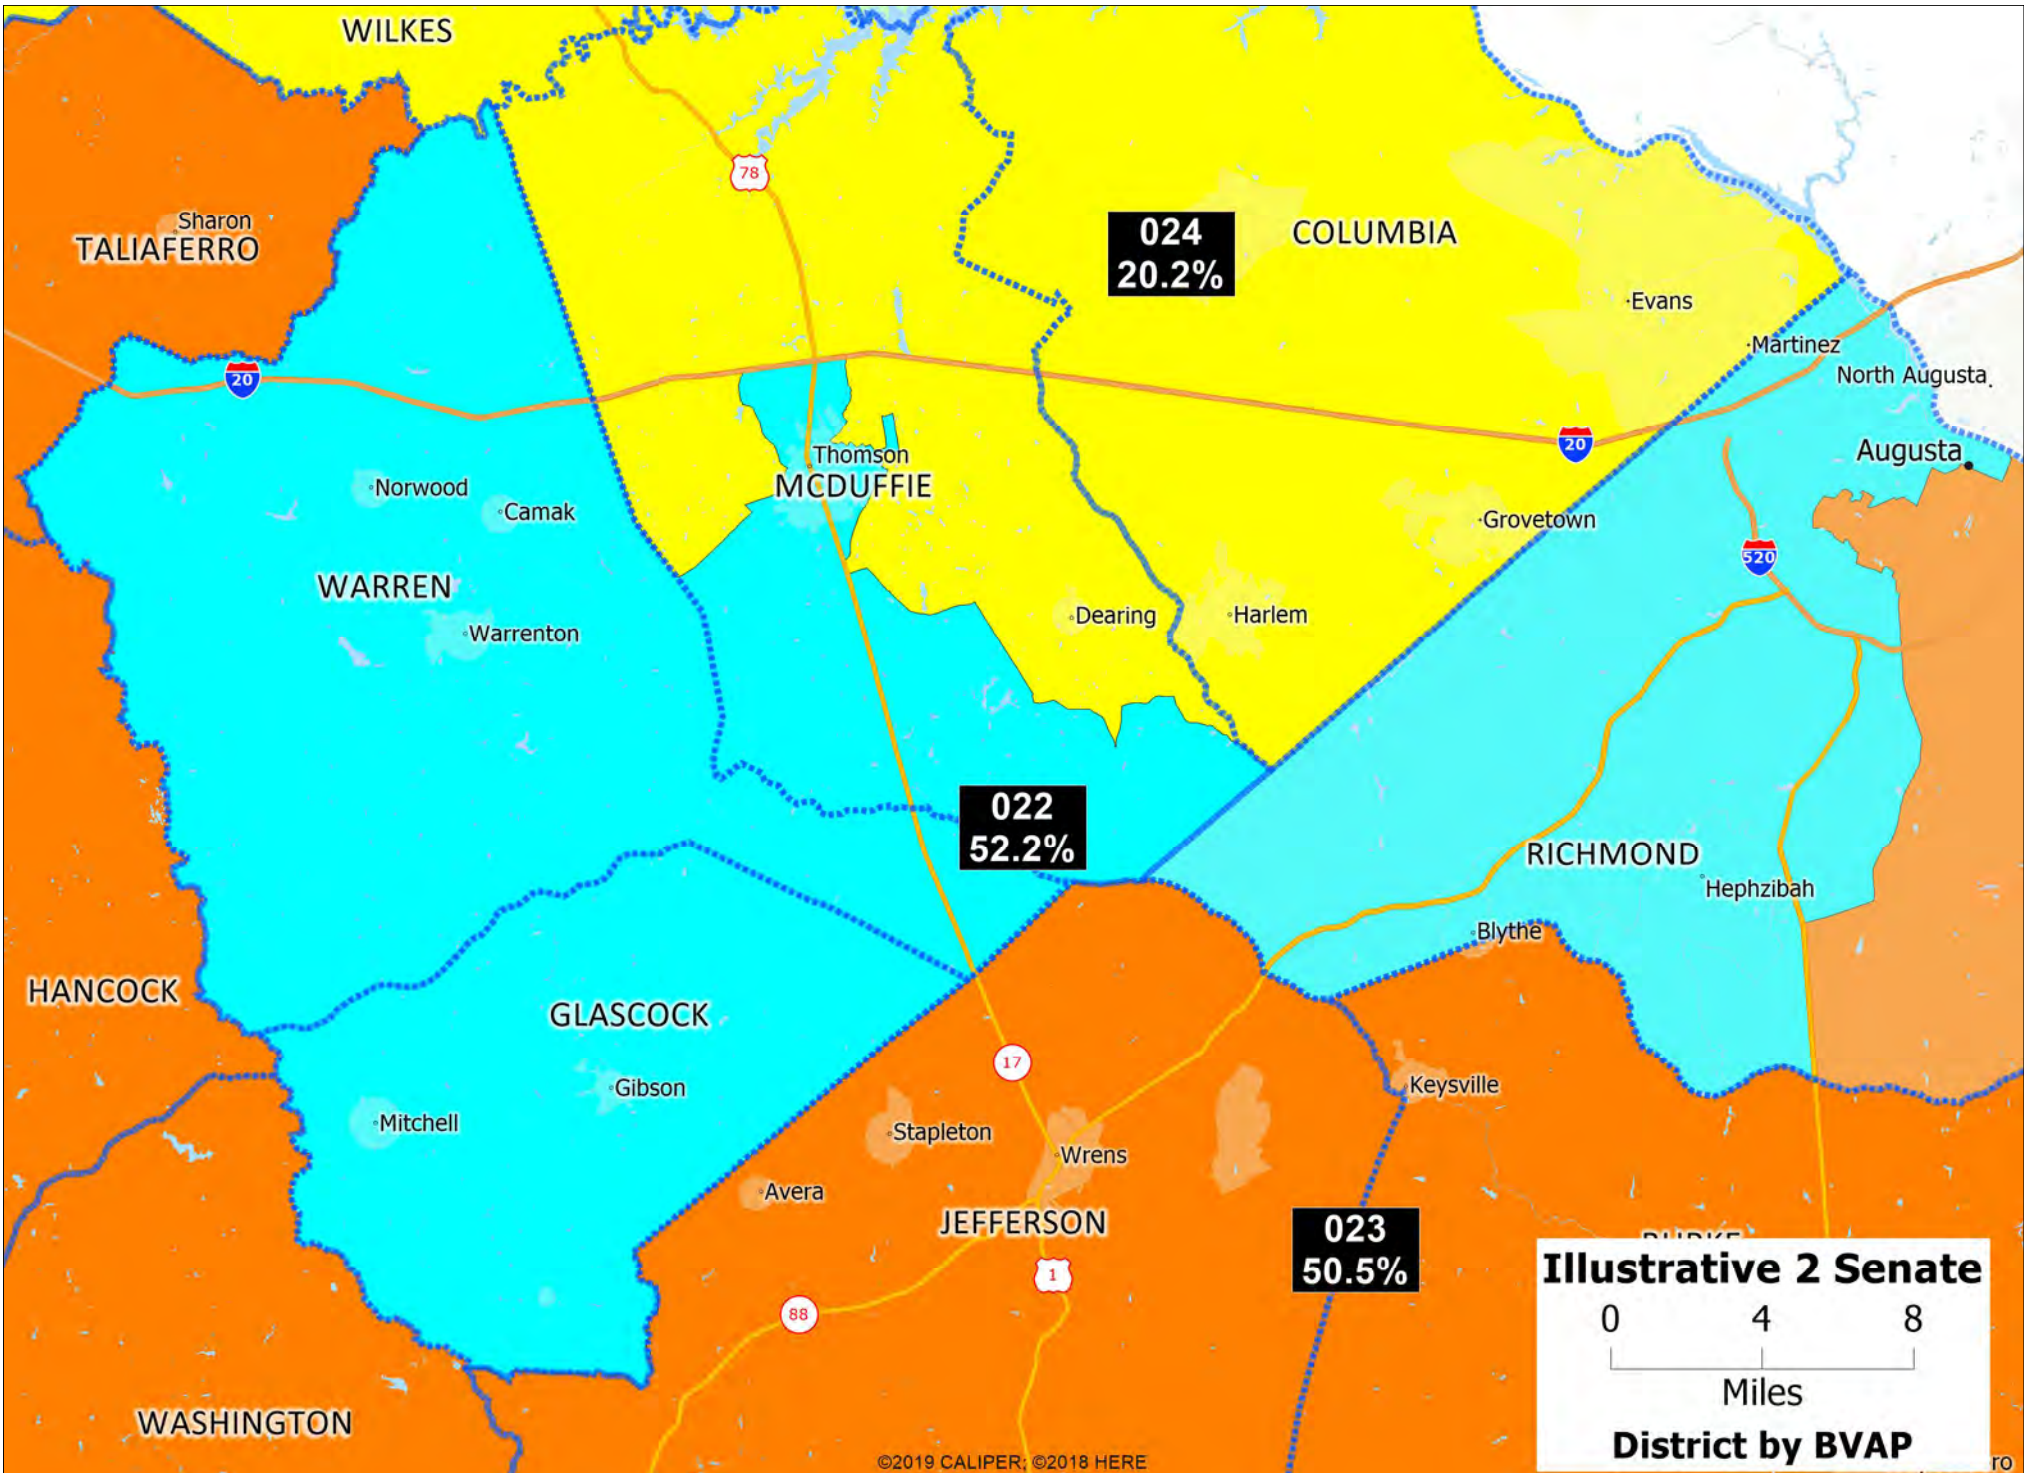 WILKES
78
Sharon
TALIAFERRO
024
20.2%
COLUMBIA
Evans
Martinez
North Augusta
20
20
Augusta
Thomson
MCDUFFIE
Norwood
Camak
Grovetown
520
WARREN
Warrenton
Dearing
Harlem
022
52.2%
RICHMOND
Hephzibah
Blythe
HANCOCK
GLASCOCK
17
Gibson
Keysville
Mitchell
Stapleton
Wrens
Avera
JEFFERSON
023
50.5%
1
88
Illustrative 2 Senate
0 4 8
Miles
District by BVAP
WASHINGTON
©2019 CALIPER; ©2018 HERE
ro